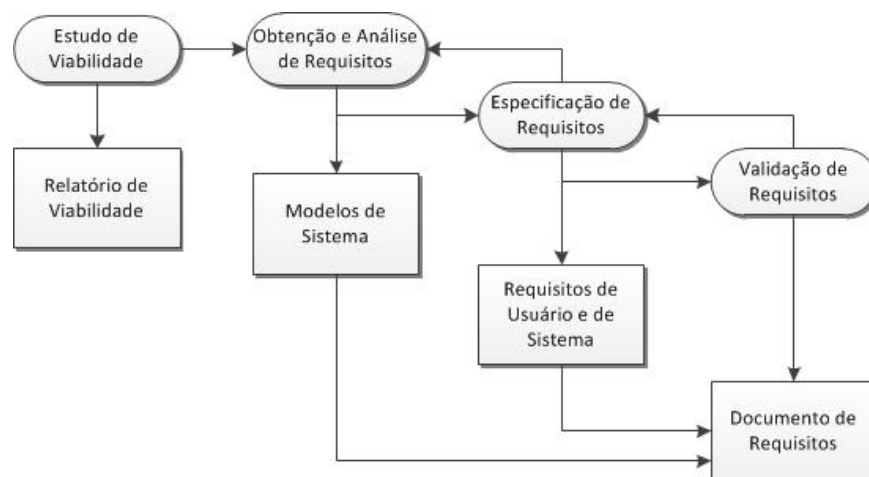 Estudo de
Viabilidade
Obtenção e Análise
de Requisitos
Especificação de
Requisitos
Validação de
Requisitos
Relatório de
Viabilidade
Modelos de
Sistema
Requisitos de
Usuário e de
Sistema
Documento de
Requisitos